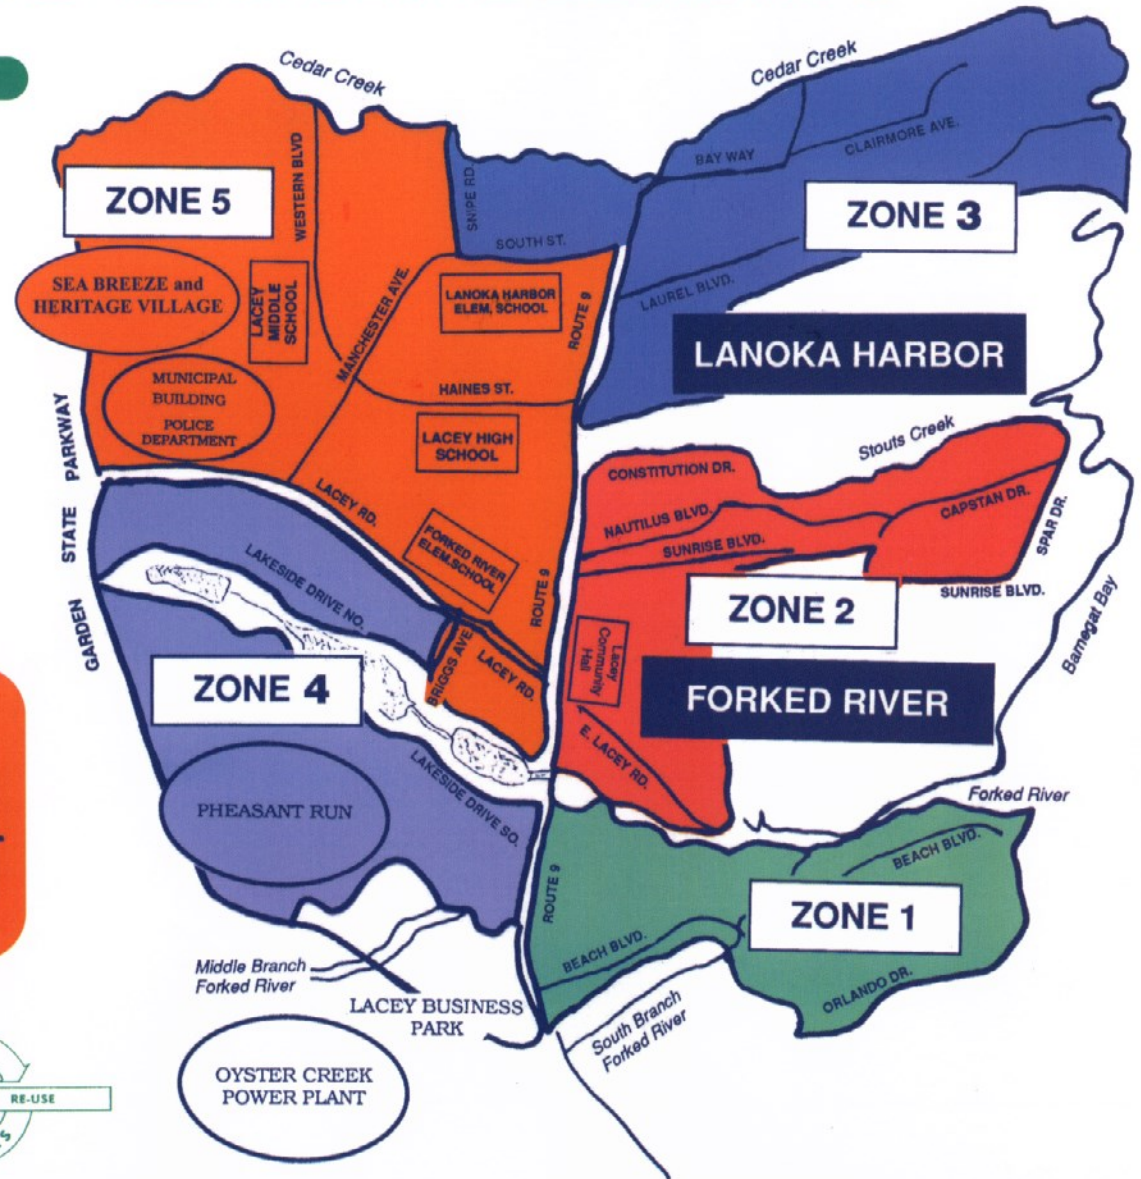 Cedar Creek
Cedar Creek
WESTERN BLVD
SNIPE RD.
BAY WAY
CLAIRMORE AVE.
ZONE 5
ZONE 3
SOUTH ST.
SEA BREEZE and
HERITAGE VILLAGE
LACEY
MIDDLE
SCHOOL
MANCHESTER AVE.
LANOKA HARBOR
ELEM, SCHOOL
ROUTE 9
LAUREL BLVD.
LANOKA HARBOR
MUNICIPAL
BUILDING
POLICE
DEPARTMENT
HAINES ST.
LACEY HIGH
SCHOOL
GARDEN STATE PARKWAY
LACEY RD.
Stouts Creek
CONSTITUTION DR.
NAUTILUS BLVD.
CAPSTAN DR.
SUNRISE BLVD.
SPAR DR.
FORKED RIVER
ELEM.SCHOOL
LAKESIDE DRIVE NO.
ROUTE 9
SUNRISE BLVD.
ZONE 2
Barnegat Bay
Lacey
Community
Hall
BRIGGS AVE.
LACEY RD.
ZONE 4
FORKED RIVER
E. LACEY RD.
LAKESIDE DRIVE SO.
PHEASANT RUN
Forked River
BEACH BLVD.
ROUTE 9
ZONE 1
BEACH BLVD.
ORLANDO DR.
Middle Branch
Forked River
LACEY BUSINESS
PARK
South Branch
Forked River
OYSTER CREEK
POWER PLANT
RE-USE